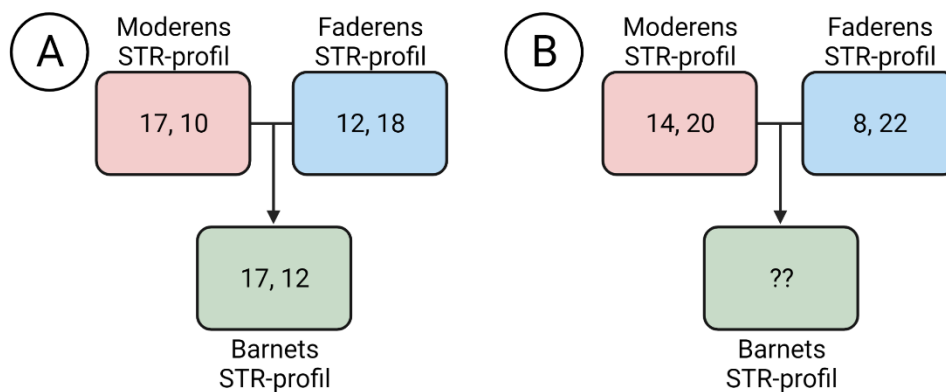 A
Moderens
STR-profil
Faderens
STR-profil
17, 10
12, 18
17, 12
Barnets
STR-profil
B
Moderens
STR-profil
Faderens
STR-profil
14, 20
8, 22
??
Barnets
STR-profil